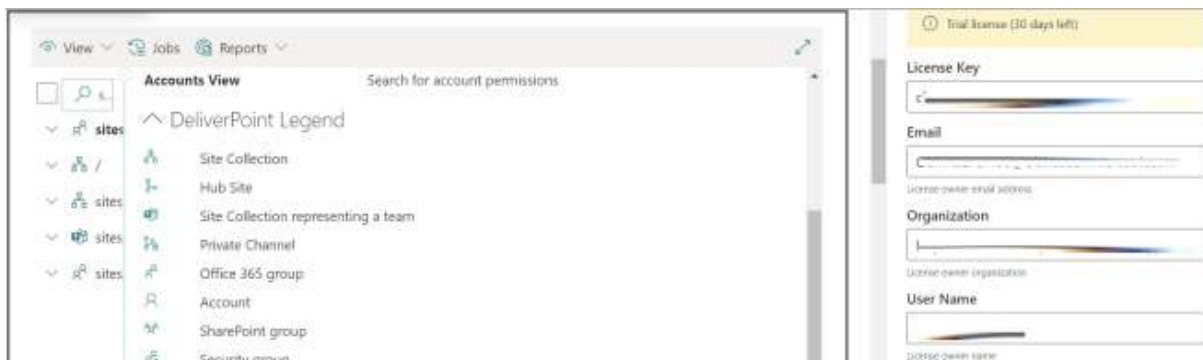 View Jobs Reports
Accounts View Search for account permissions
s..
DeliverPoint Legend
sites
Site Collection
/
Hub Site
sites
Site Collection representing a team
sites
Private Channel
sites
Office 365 group
Account
SharePoint group
Security group
Trial license (30 days left)
License Key
Email
License owner email address
Organization
License owner organization
User Name
License owner name